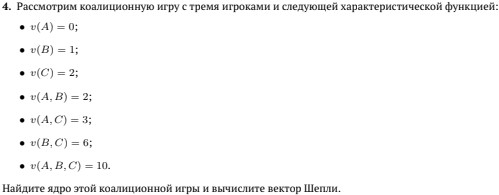 4. Рассмотрим коалиционную игру с тремя игроками и следующей характеристической функцией:
• v(A) = 0;
• v(B) = 1;
• v(C) = 2;
• v(A, B) = 2;
• v(A, C) = 3;
• v(B, C) = 6;
• v(A, B, C) = 10.
Найдите ядро этой коалиционной игры и вычислите вектор Шепли.